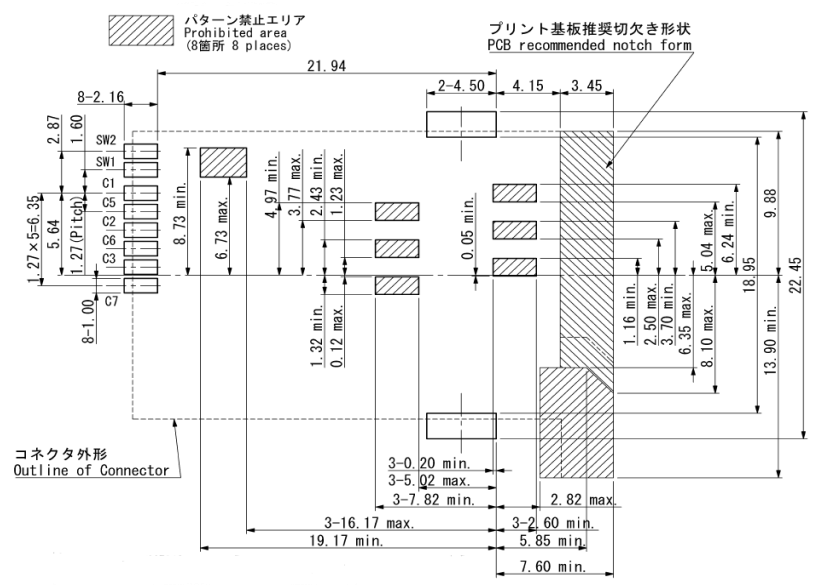 パターン禁止エリア
Prohibited area
(8箇所 8 places)
プリント基板推奨切欠き形状
PCB recommended notch form
21.94
8-2.16
2-4.50
4.15
3.45
2.87
1.60
SW2
SW1
C1
C5
C2
C6
C3
C7
1.27×5=6.35
5.64
1.27(Pitch)
8-1.00
8.73 min.
6.73 max.
4.97 min.
3.77 max.
2.43 min.
1.23 max.
1.32 min.
0.12 max.
0.05 min.
1.16 min.
2.50 max.
3.70 min.
6.35 max.
5.04 max.
6.24 min.
8.10 max.
9.88
18.95
22.45
13.90 min.
コネクタ外形
Outline of Connector
3-0.20 min.
3-5.02 max.
3-7.82 min.
2.82 max.
3-16.17 max.
3-2.60 min.
19.17 min.
5.85 min.
7.60 min.